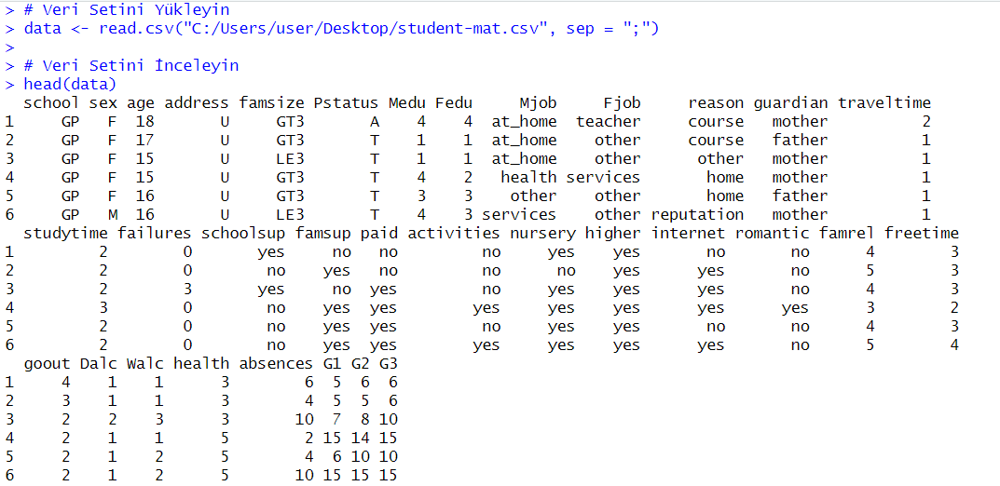 > # Veri Setini Yükleyin
> data <- read.csv("C:/Users/user/Desktop/student-mat.csv", sep = ";")
>
> # Veri Setini İnceleyin
> head(data)
  school sex age address famsize Pstatus Medu Fedu     Mjob     Fjob     reason guardian traveltime
1     GP   F  18       U     GT3       A    4    4  at_home  teacher     course   mother          2
2     GP   F  17       U     GT3       T    1    1  at_home    other     course   father          1
3     GP   F  15       U     LE3       T    1    1  at_home    other      other   mother          1
4     GP   F  15       U     GT3       T    4    2   health services       home   mother          1
5     GP   F  16       U     GT3       T    3    3    other    other       home   father          1
6     GP   M  16       U     LE3       T    4    3 services    other reputation   mother          1
  studytime failures schoolsup famsup paid activities nursery higher internet romantic famrel freetime
1         2        0       yes     no   no         no     yes    yes       no       no      4        3
2         2        0        no    yes   no         no      no    yes      yes       no      5        3
3         2        3       yes     no  yes         no     yes    yes      yes       no      4        3
4         3        0        no    yes  yes        yes     yes    yes      yes      yes      3        2
5         2        0        no    yes  yes         no     yes    yes       no       no      4        3
6         2        0        no    yes  yes        yes     yes    yes      yes       no      5        4
  goout Dalc Walc health absences G1 G2 G3
1     4    1    1      3        6  5  6  6
2     3    1    1      3        4  5  5  6
3     2    2    3      3       10  7  8 10
4     2    1    1      5        2 15 14 15
5     2    1    2      5        4  6 10 10
6     2    1    2      5       10 15 15 15